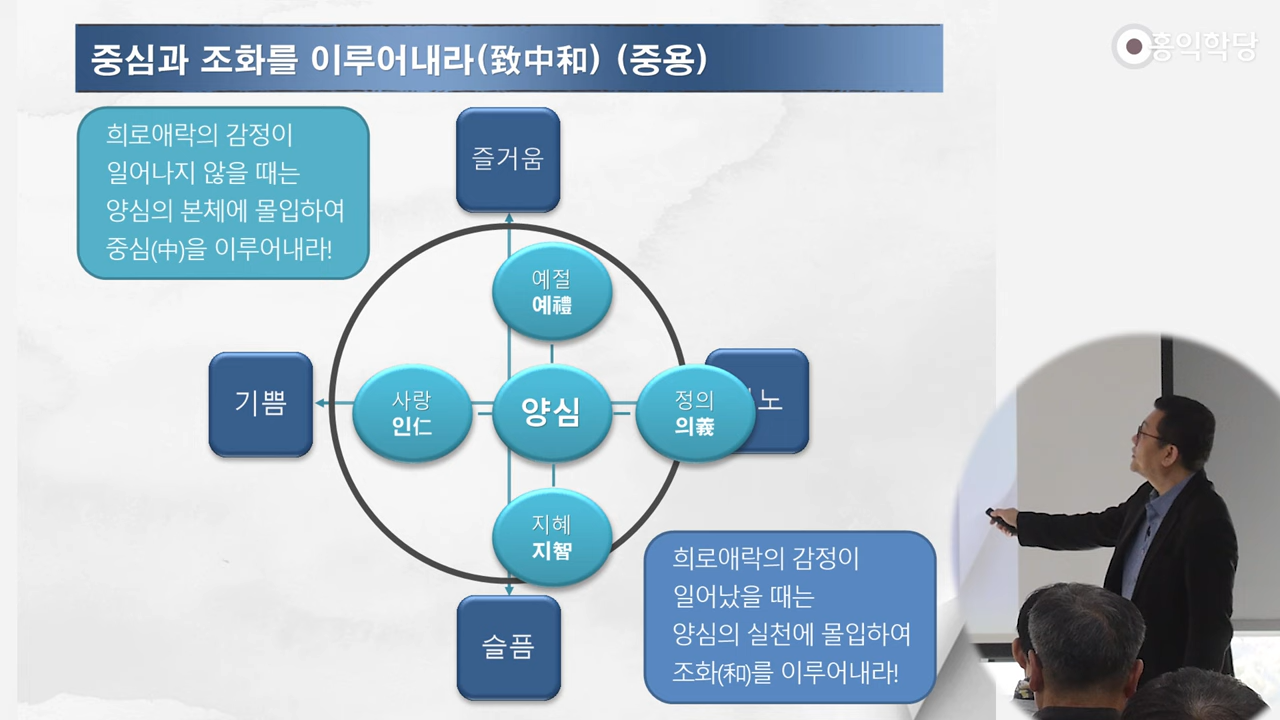 중심과 조화를 이루어내라(致中和) (중용)
홍익학당
희로애락의 감정이
일어나지 않을 때는
양심의 본체에 몰입하여
중심(中)을 이루어내라!
즐거움
예절
예禮
기쁨
사랑
인仁
양심
정의
의義
노
지혜
지智
슬픔
희로애락의 감정이
일어났을 때는
양심의 실천에 몰입하여
조화(和)를 이루어내라!